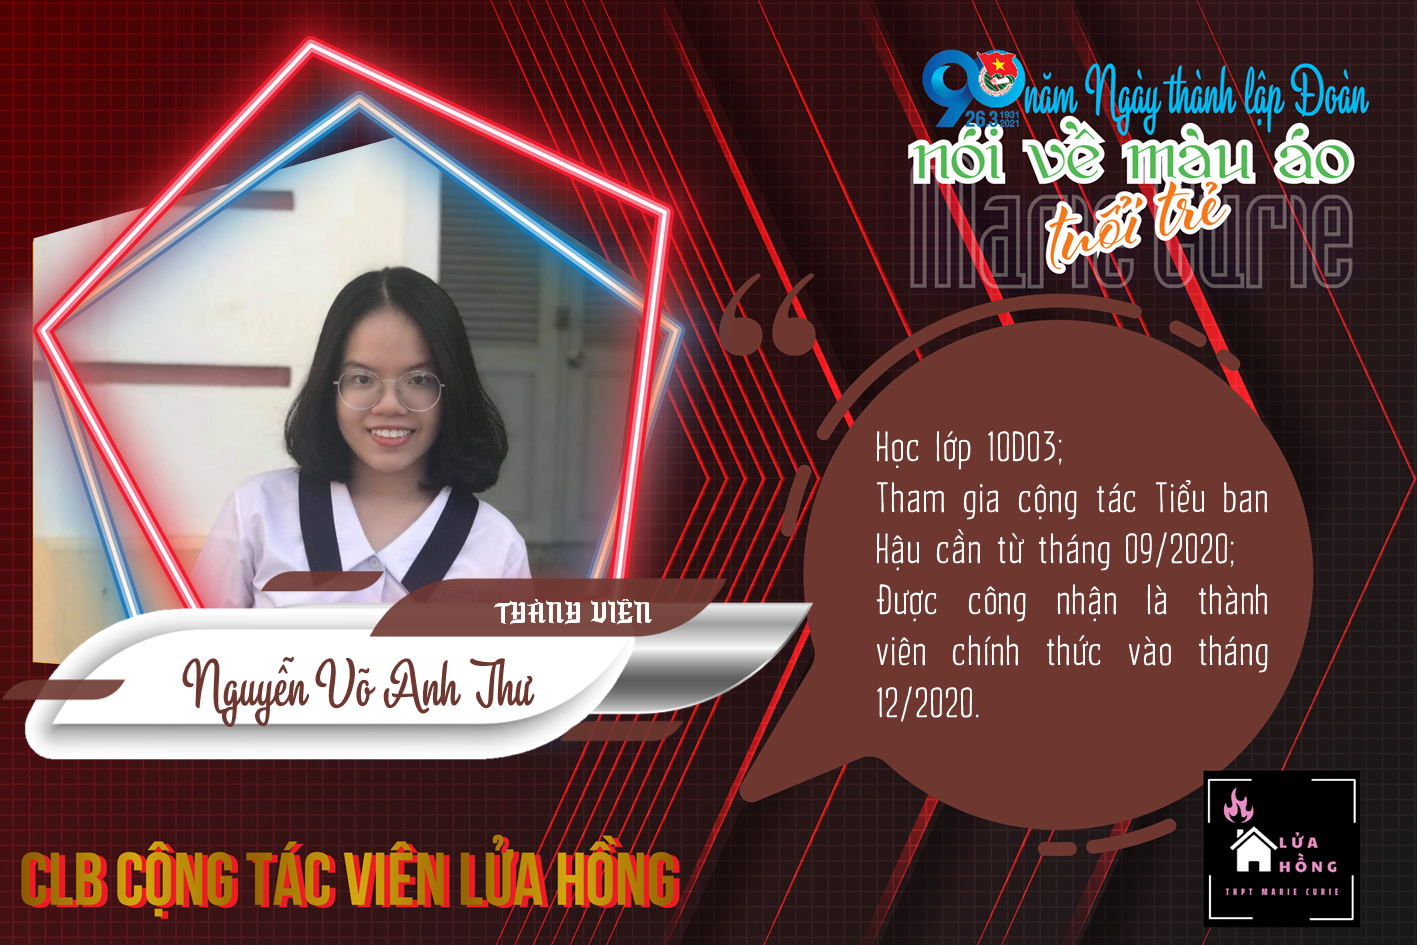 90 năm Ngày thành lập Đoàn
26.3 1931 2021
nói về màu áo
tuổi trẻ
Marie Curie
Học lớp 10D03;
Tham gia cộng tác Tiểu ban
Hậu cần từ tháng 09/2020;
Được công nhận là thành
viên chính thức vào tháng
12/2020.
THÀNH VIÊN
Nguyễn Võ Anh Thư
CLB CỘNG TÁC VIÊN LỬA HỒNG
LỬA
HỒNG
THPT MARIE CURIE